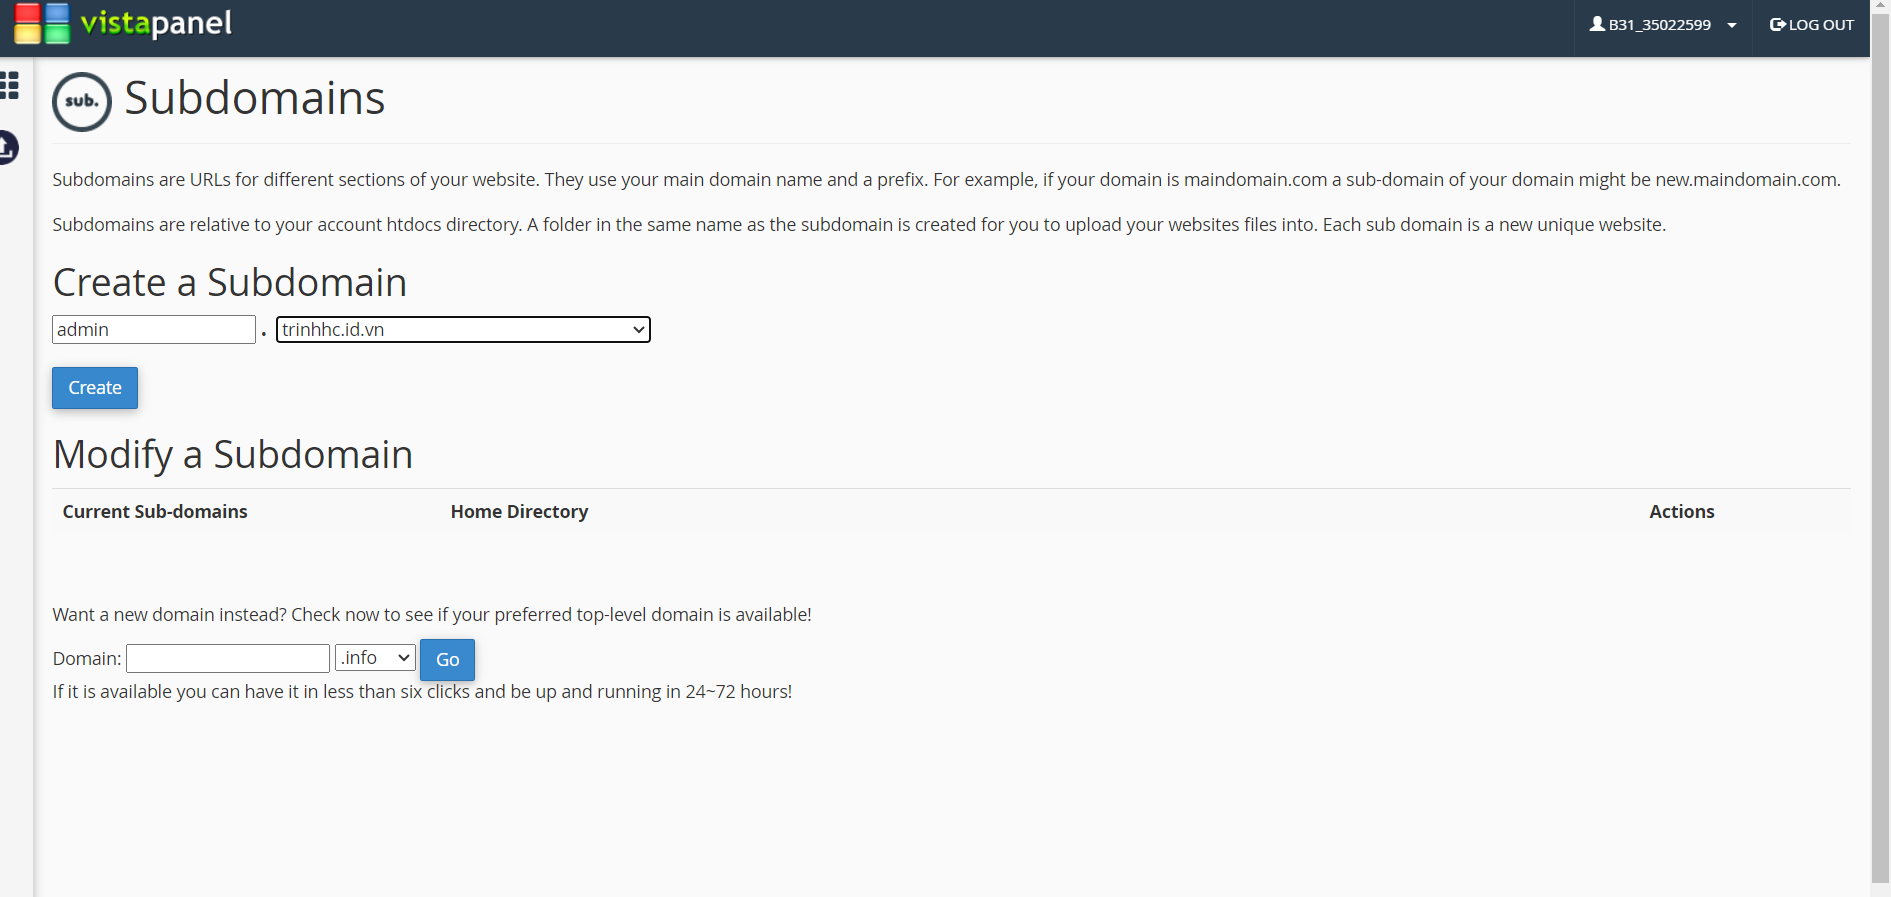 vistapanel
B31_35022599
LOG OUT
sub.
Subdomains
Subdomains are URLs for different sections of your website. They use your main domain name and a prefix. For example, if your domain is maindomain.com a sub-domain of your domain might be new.maindomain.com.
Subdomains are relative to your account htdocs directory. A folder in the same name as the subdomain is created for you to upload your websites files into. Each sub domain is a new unique website.
Create a Subdomain
admin . trinhhc.id.vn
Create
Modify a Subdomain
Current Sub-domains Home Directory Actions
Want a new domain instead? Check now to see if your preferred top-level domain is available!
Domain: .info Go
If it is available you can have it in less than six clicks and be up and running in 24~72 hours!